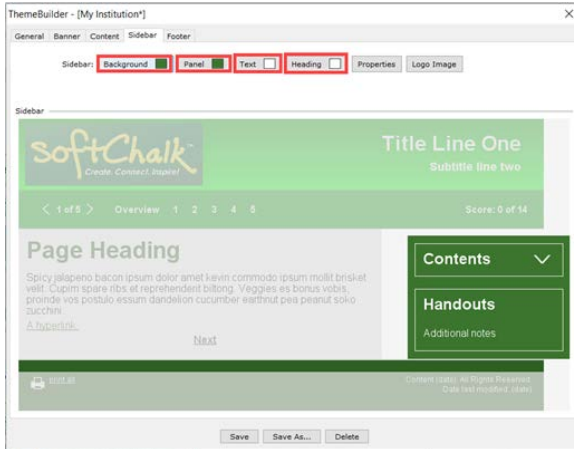 ThemeBuilder - [My Institution*]
General Banner Content Sidebar Footer
Sidebar: Background Panel Text Heading Properties Logo Image
Sidebar
SoftChalk
Create. Connect. Inspire!
Title Line One
Subtitle line two
< 1 of 5 > Overview 1 2 3 4 5 Score: 0 of 14
Page Heading
Spicy jalapeno bacon ipsum dolor amet kevin commodo ipsum mollit brisket
velit. Cupim spare ribs et reprehenderit biltong. Veggies es bonus vobis,
proinde vos postulo essum dandelion cucumber earthnut pea peanut soko
zucchini.
A hyperlink.
Next
Contents
Handouts
Additional notes
print all
Content {date}. All Rights Reserved.
Date last modified: {date}
Save Save As... Delete